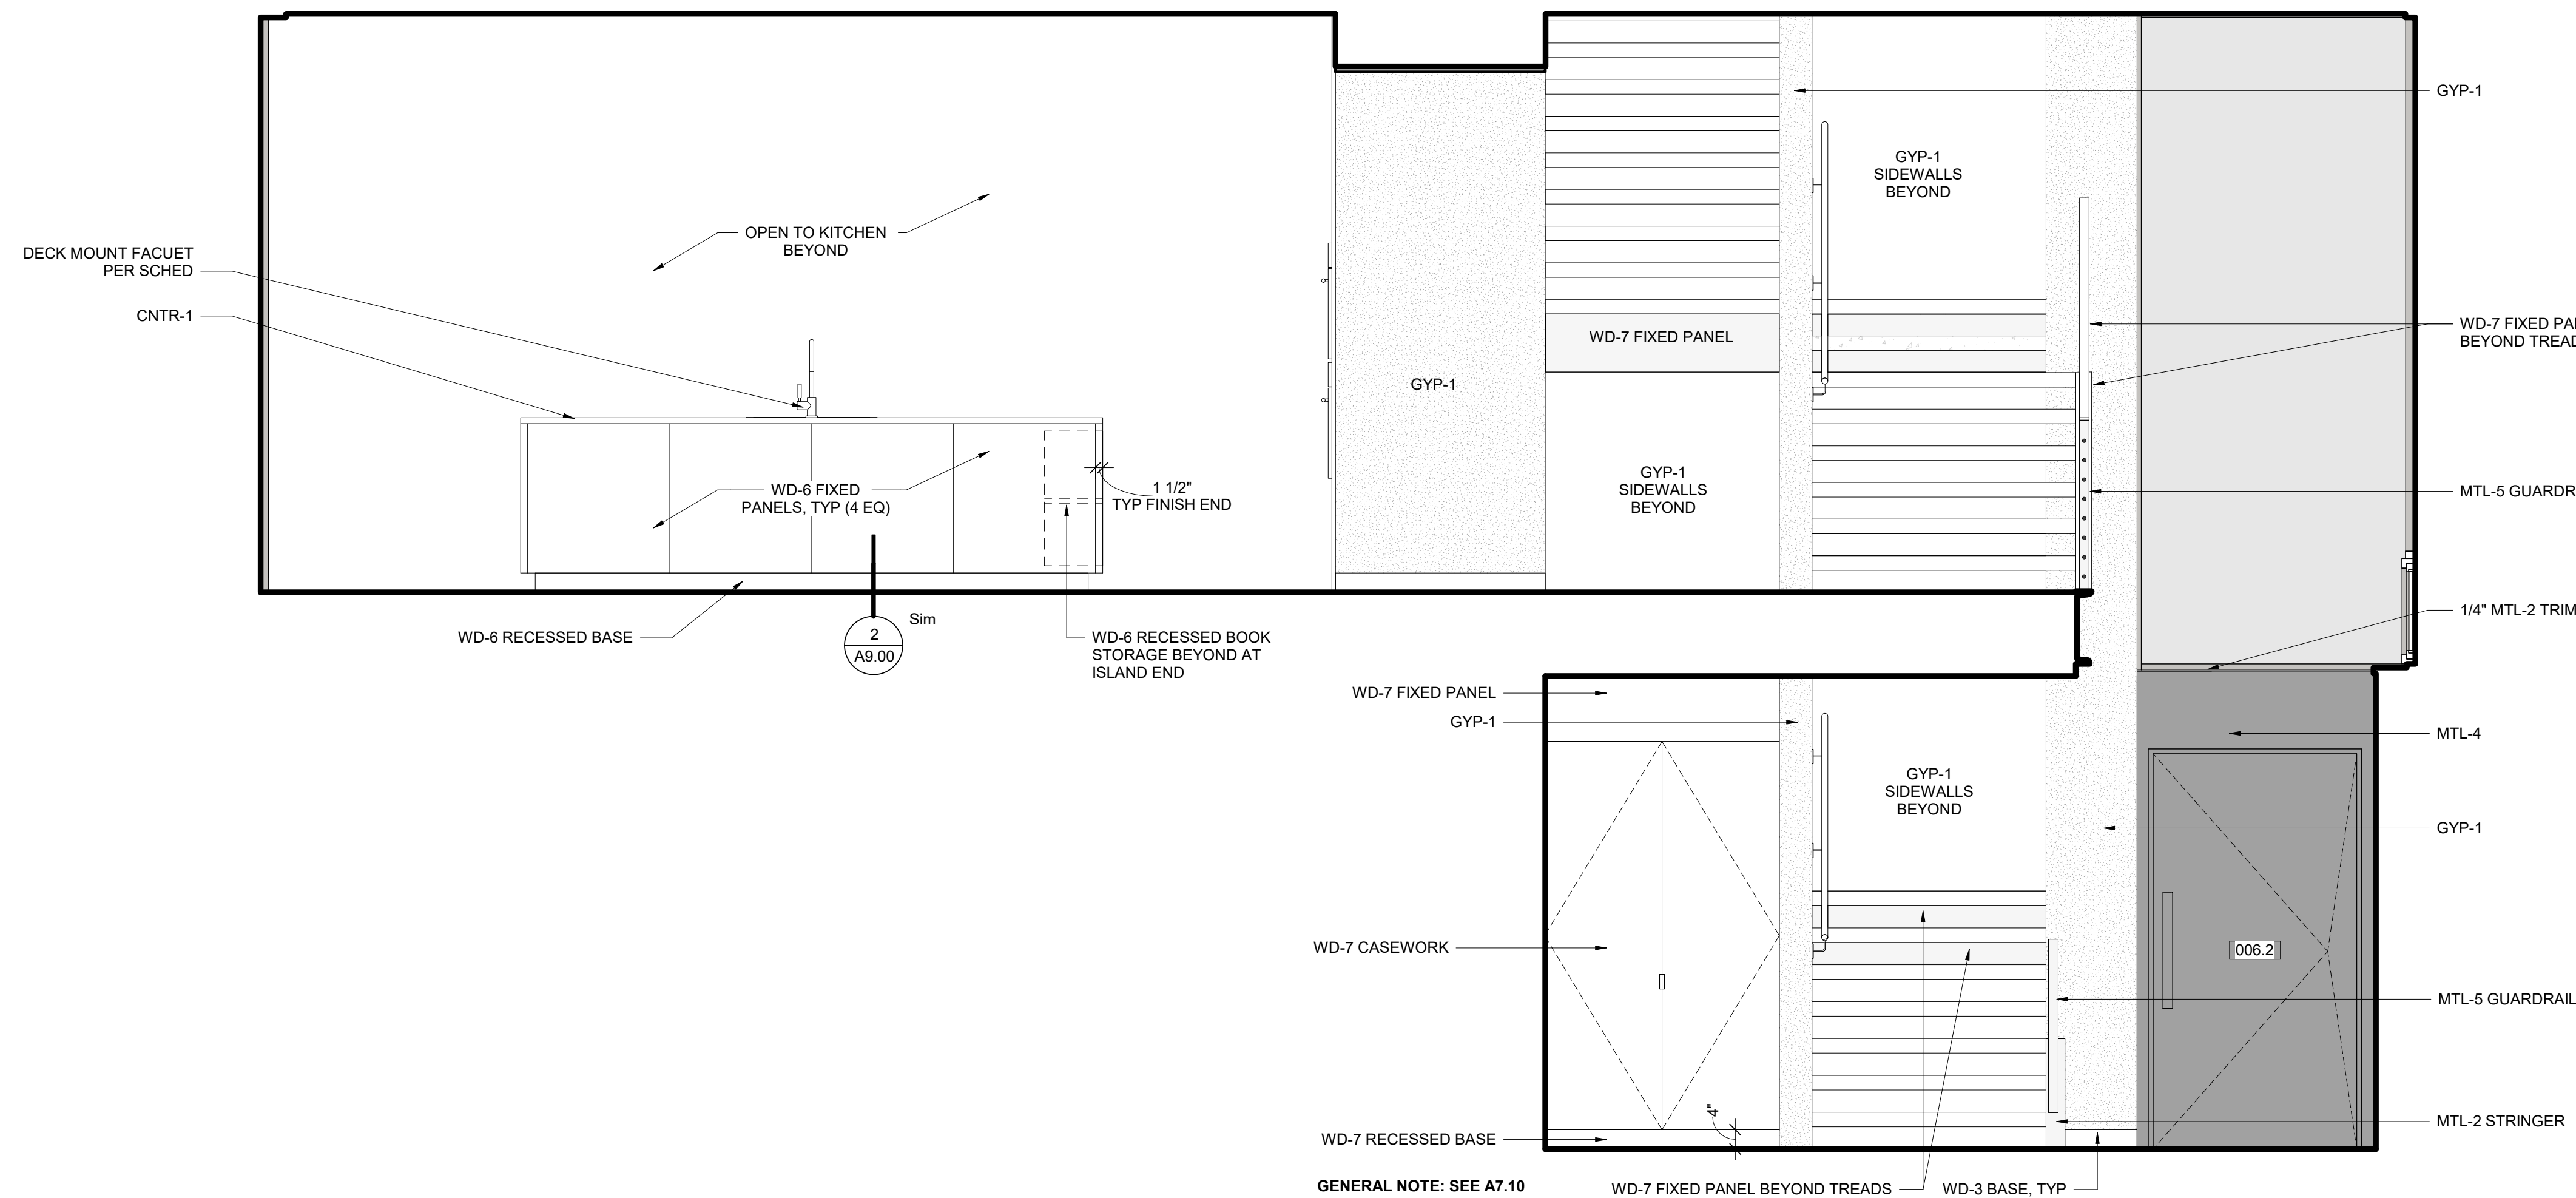 GYP-1
GYP-1
SIDEWALLS
BEYOND
OPEN TO KITCHEN
BEYOND
DECK MOUNT FACUET
PER SCHED
CNTR-1
WD-7 FIXED PANEL
WD-7 FIXED PA
BEYOND TREAD
GYP-1
GYP-1
SIDEWALLS
BEYOND
WD-6 FIXED
PANELS, TYP (4 EQ)
1 1/2"
TYP FINISH END
MTL-5 GUARDR
1/4" MTL-2 TRIM
WD-6 RECESSED BASE
2
A9.00
Sim
WD-6 RECESSED BOOK
STORAGE BEYOND AT
ISLAND END
WD-7 FIXED PANEL
GYP-1
MTL-4
GYP-1
SIDEWALLS
BEYOND
GYP-1
WD-7 CASEWORK
006.2
MTL-5 GUARDRAIL
4"
MTL-2 STRINGER
WD-7 RECESSED BASE
GENERAL NOTE: SEE A7.10
WD-7 FIXED PANEL BEYOND TREADS
WD-3 BASE, TYP